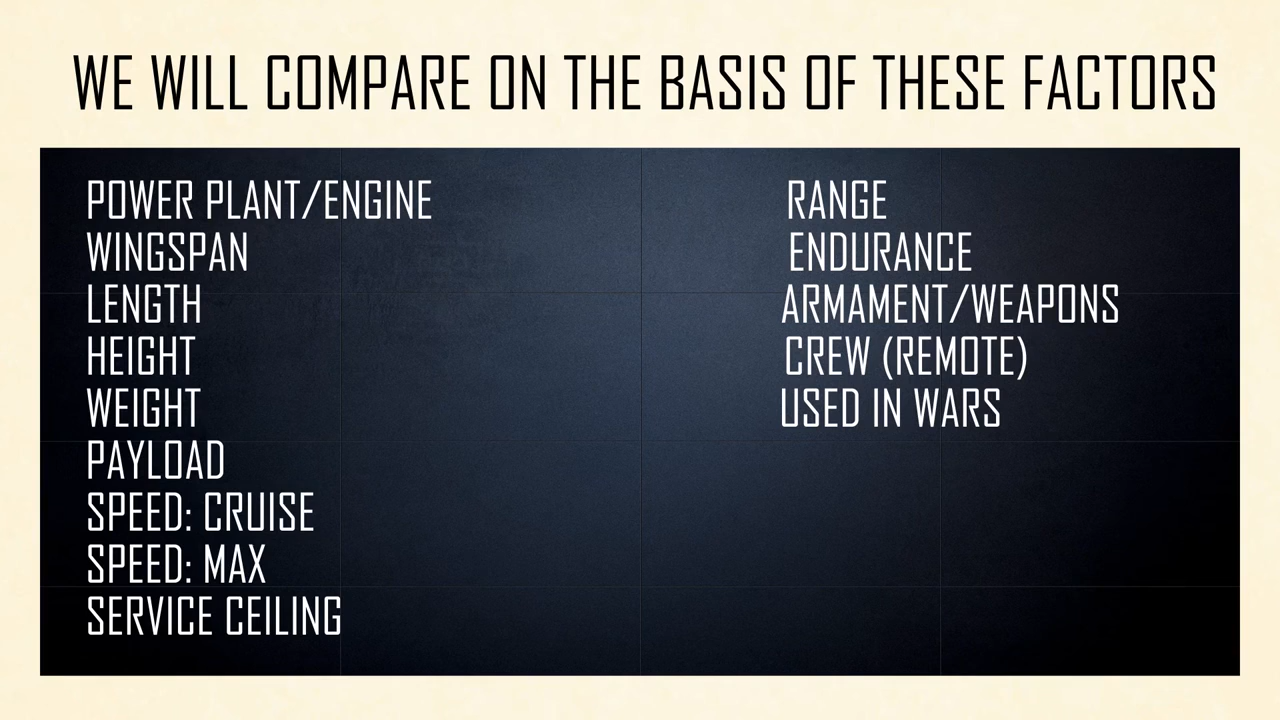 WE WILL COMPARE ON THE BASIS OF THESE FACTORS
POWER PLANT/ENGINE
WINGSPAN
LENGTH
HEIGHT
WEIGHT
PAYLOAD
SPEED: CRUISE
SPEED: MAX
SERVICE CEILING
RANGE
ENDURANCE
ARMAMENT/WEAPONS
CREW (REMOTE)
USED IN WARS